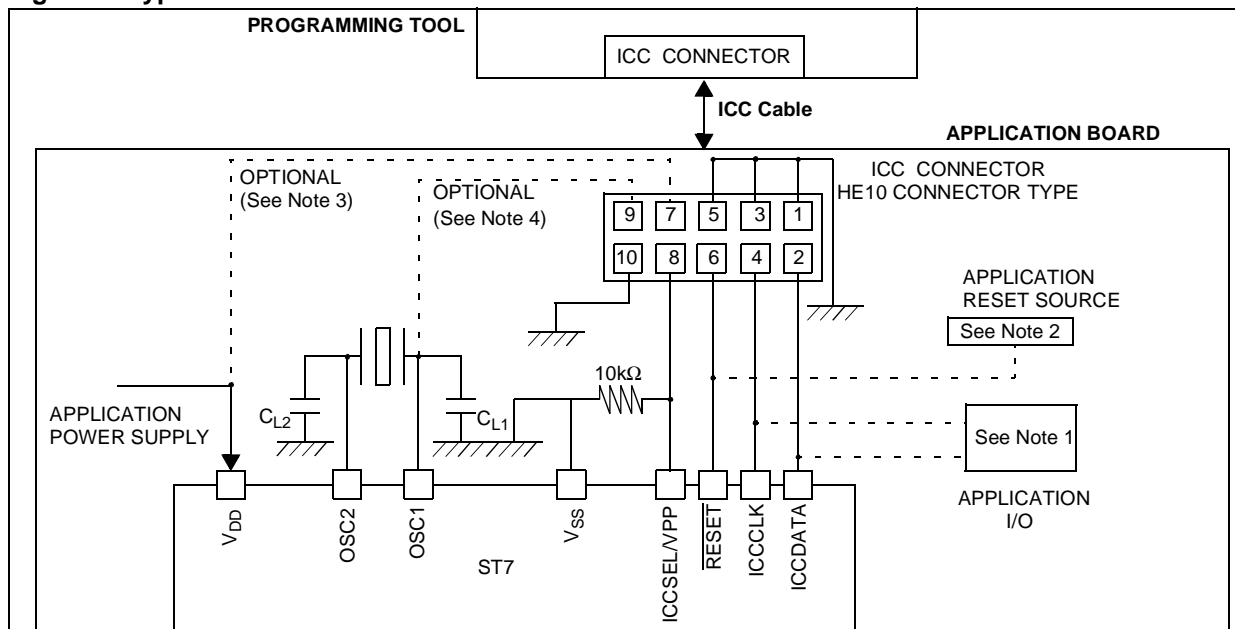 PROGRAMMING TOOL
ICC CONNECTOR
ICC Cable
APPLICATION BOARD
OPTIONAL
(See Note 3)
OPTIONAL
(See Note 4)
ICC CONNECTOR
HE10 CONNECTOR TYPE
9 7 5 3 1
10 8 6 4 2
APPLICATION
RESET SOURCE
See Note 2
10kΩ
APPLICATION
POWER SUPPLY
CL2
CL1
See Note 1
APPLICATION
I/O
VDD
OSC2
OSC1
VSS
ICCSEL/VPP
RESET
ICCCLK
ICCDATA
ST7